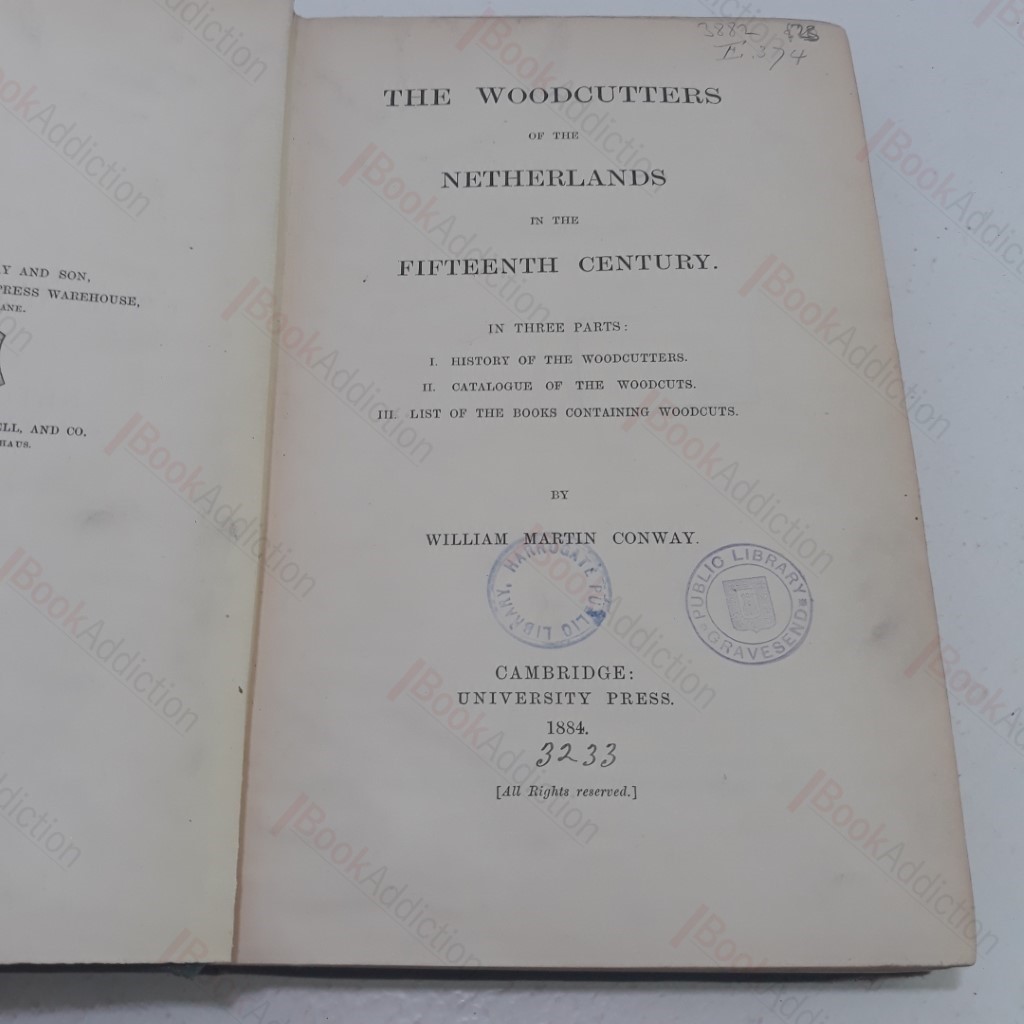 AY AND SON,
PRESS WAREHOUSE,
ANE.
ELL, AND CO.
HAUS.
3882
E.374
THE WOODCUTTERS
OF THE
NETHERLANDS
IN THE
FIFTEENTH CENTURY.
IN THREE PARTS:
I. HISTORY OF THE WOODCUTTERS.
II. CATALOGUE OF THE WOODCUTS.
III. LIST OF THE BOOKS CONTAINING WOODCUTS.
BY
WILLIAM MARTIN CONWAY.
HARROGATE PUBLIC LIBRARY.
PUBLIC LIBRARY
GRAVESEND
CAMBRIDGE:
UNIVERSITY PRESS.
1884.
3233
[All Rights reserved.]
BookAddiction